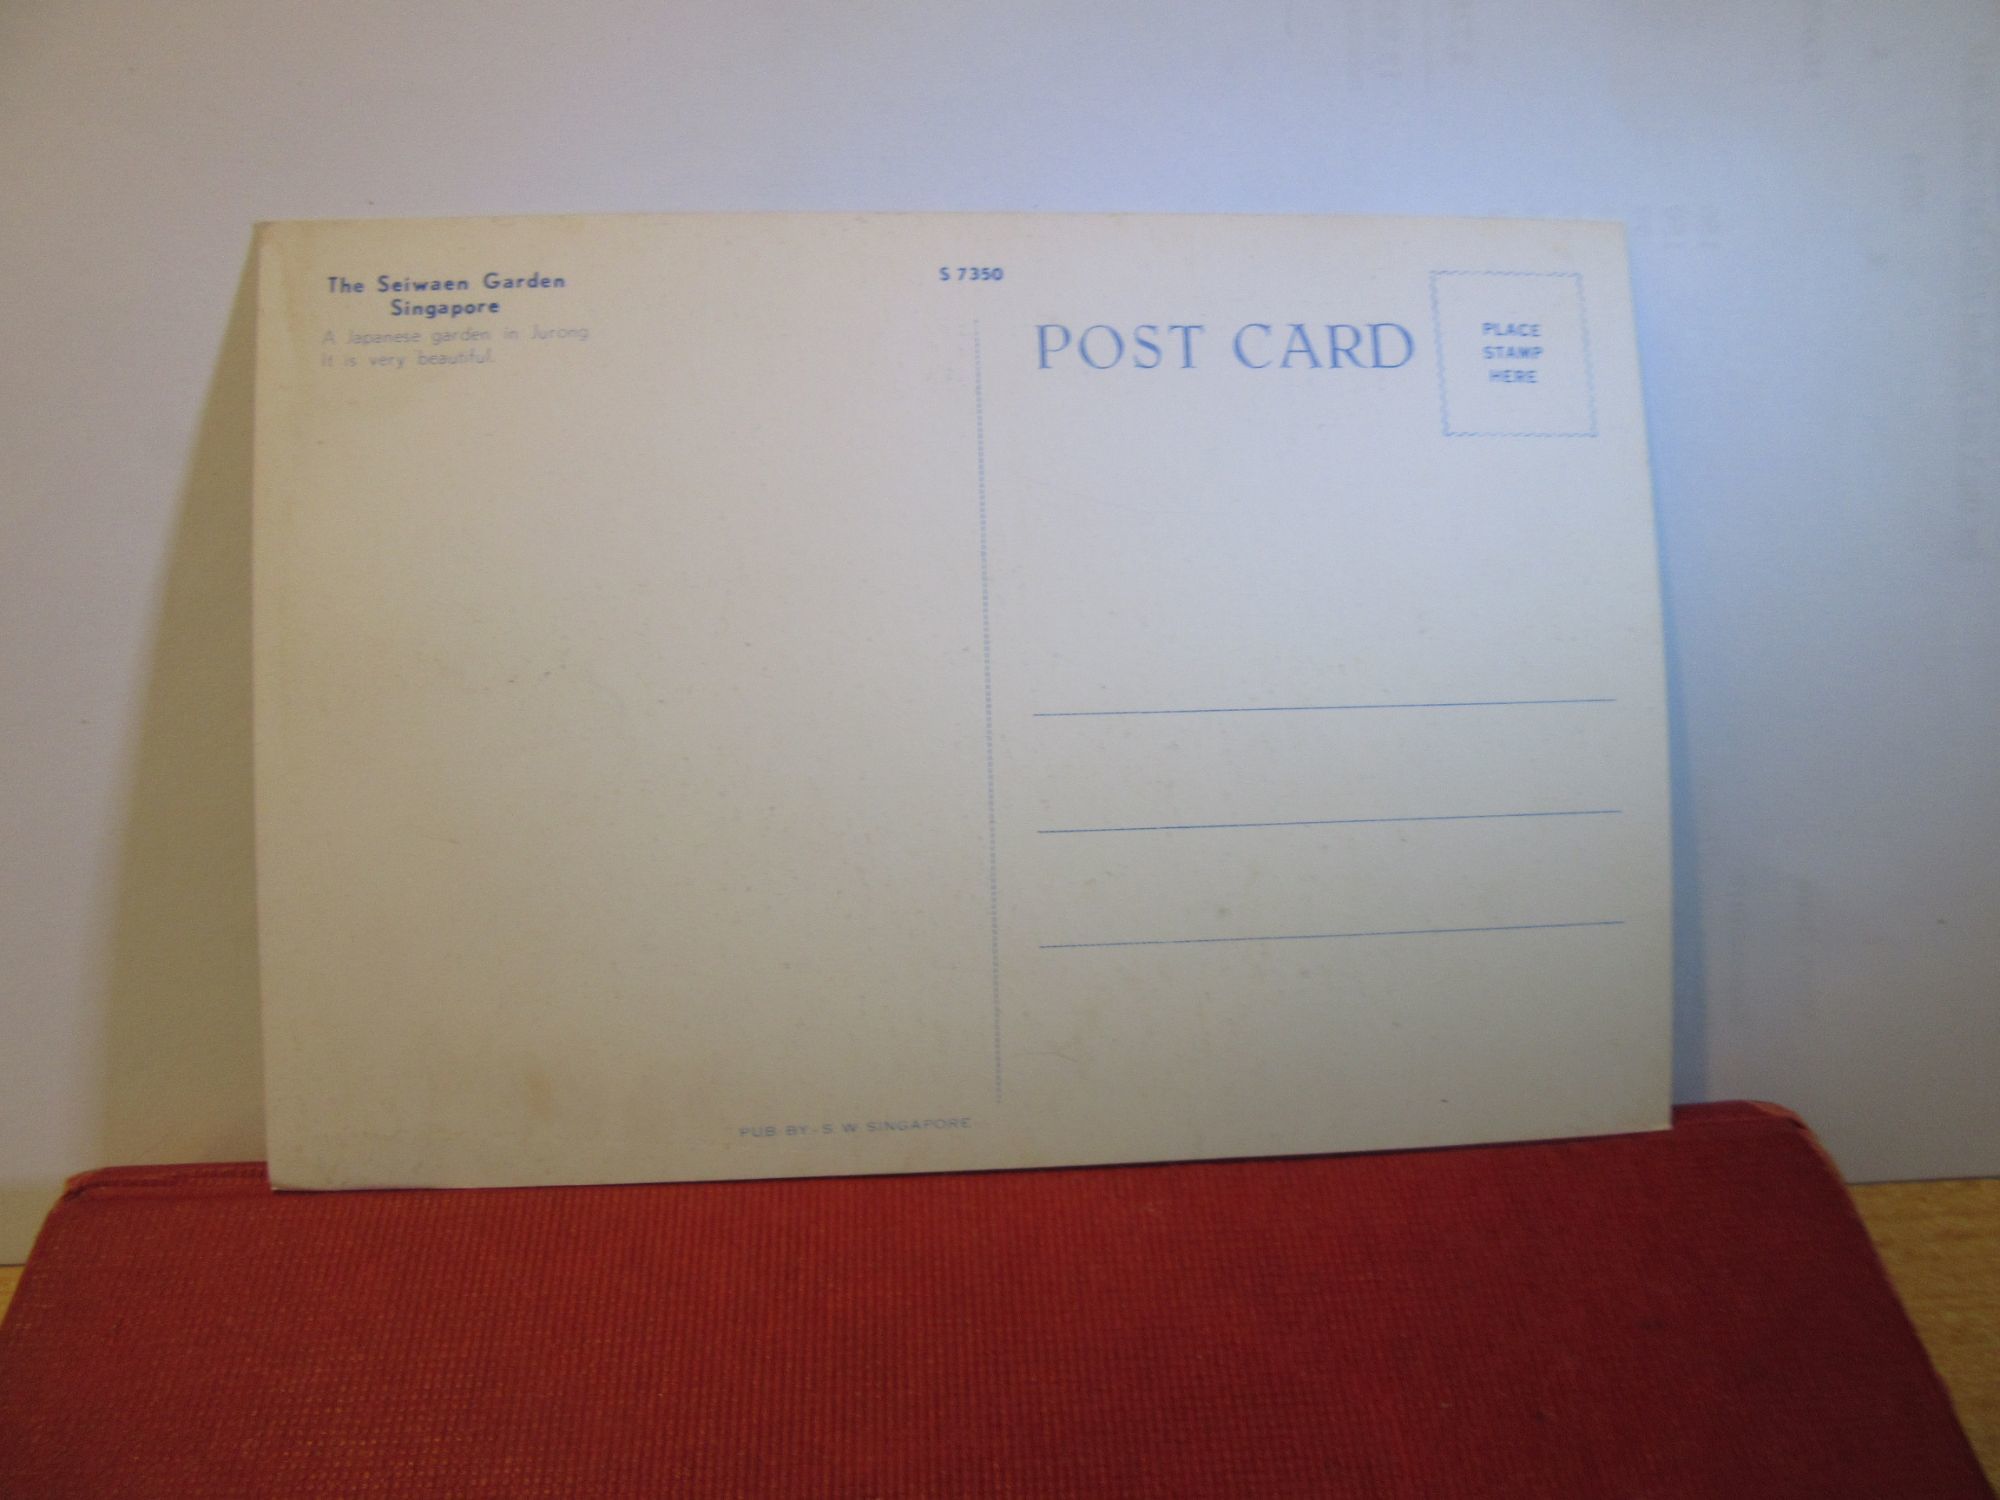 The Seiwaen Garden
Singapore
A Japanese garden in Jurong.
It is very beautiful.
S 7350
POST CARD
PLACE
STAMP
HERE
PUB-BY:-S. W. SINGAPORE